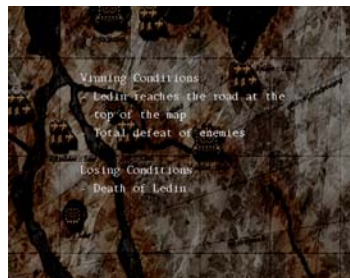 Winning Conditions
- Ledin reaches the road at the
top of the map
- Total defeat of enemies
Losing Conditions
- Death of Ledin